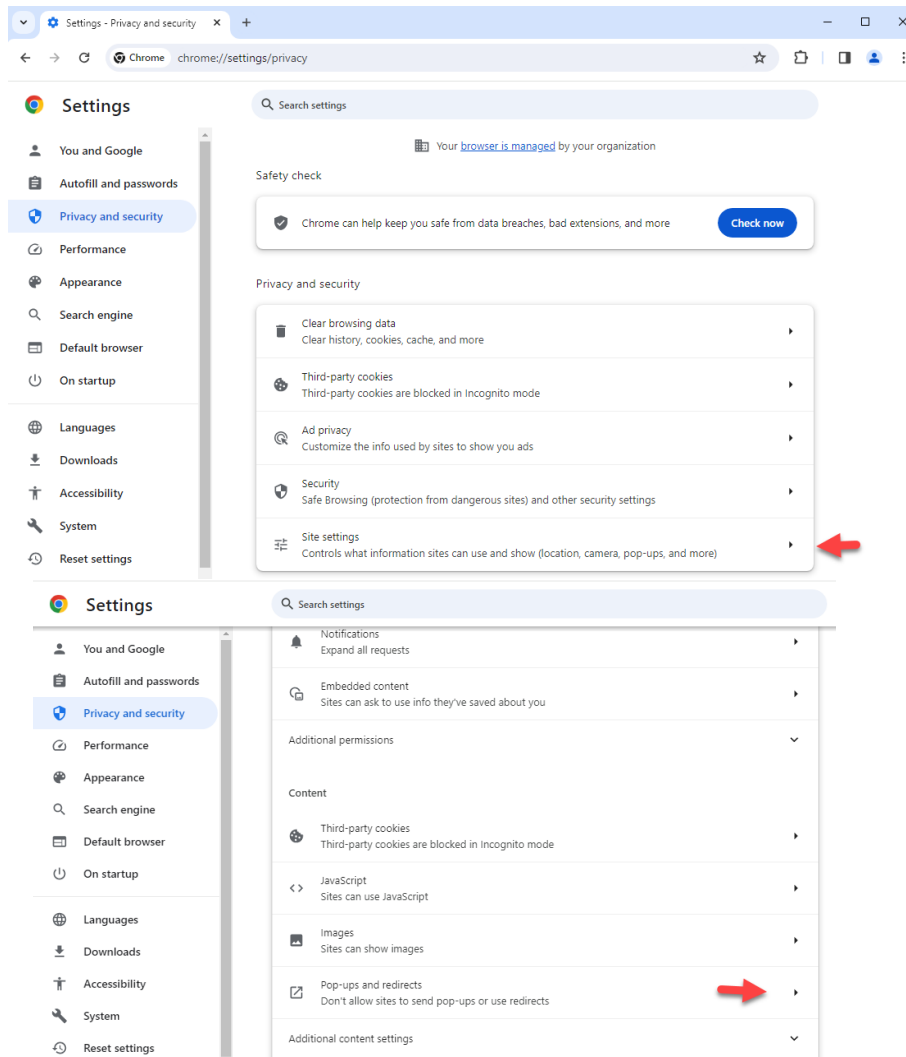 Settings - Privacy and security
Chrome chrome://settings/privacy
Settings
Search settings
You and Google
Autofill and passwords
Privacy and security
Performance
Appearance
Search engine
Default browser
On startup
Languages
Downloads
Accessibility
System
Reset settings
Your browser is managed by your organization
Safety check
Chrome can help keep you safe from data breaches, bad extensions, and more
Check now
Privacy and security
Clear browsing data
Clear history, cookies, cache, and more
Third-party cookies
Third-party cookies are blocked in Incognito mode
Ad privacy
Customize the info used by sites to show you ads
Security
Safe Browsing (protection from dangerous sites) and other security settings
Site settings
Controls what information sites can use and show (location, camera, pop-ups, and more)
Settings
Search settings
You and Google
Autofill and passwords
Privacy and security
Performance
Appearance
Search engine
Default browser
On startup
Languages
Downloads
Accessibility
System
Reset settings
Notifications
Expand all requests
Embedded content
Sites can ask to use info they've saved about you
Additional permissions
Content
Third-party cookies
Third-party cookies are blocked in Incognito mode
JavaScript
Sites can use JavaScript
Images
Sites can show images
Pop-ups and redirects
Don't allow sites to send pop-ups or use redirects
Additional content settings